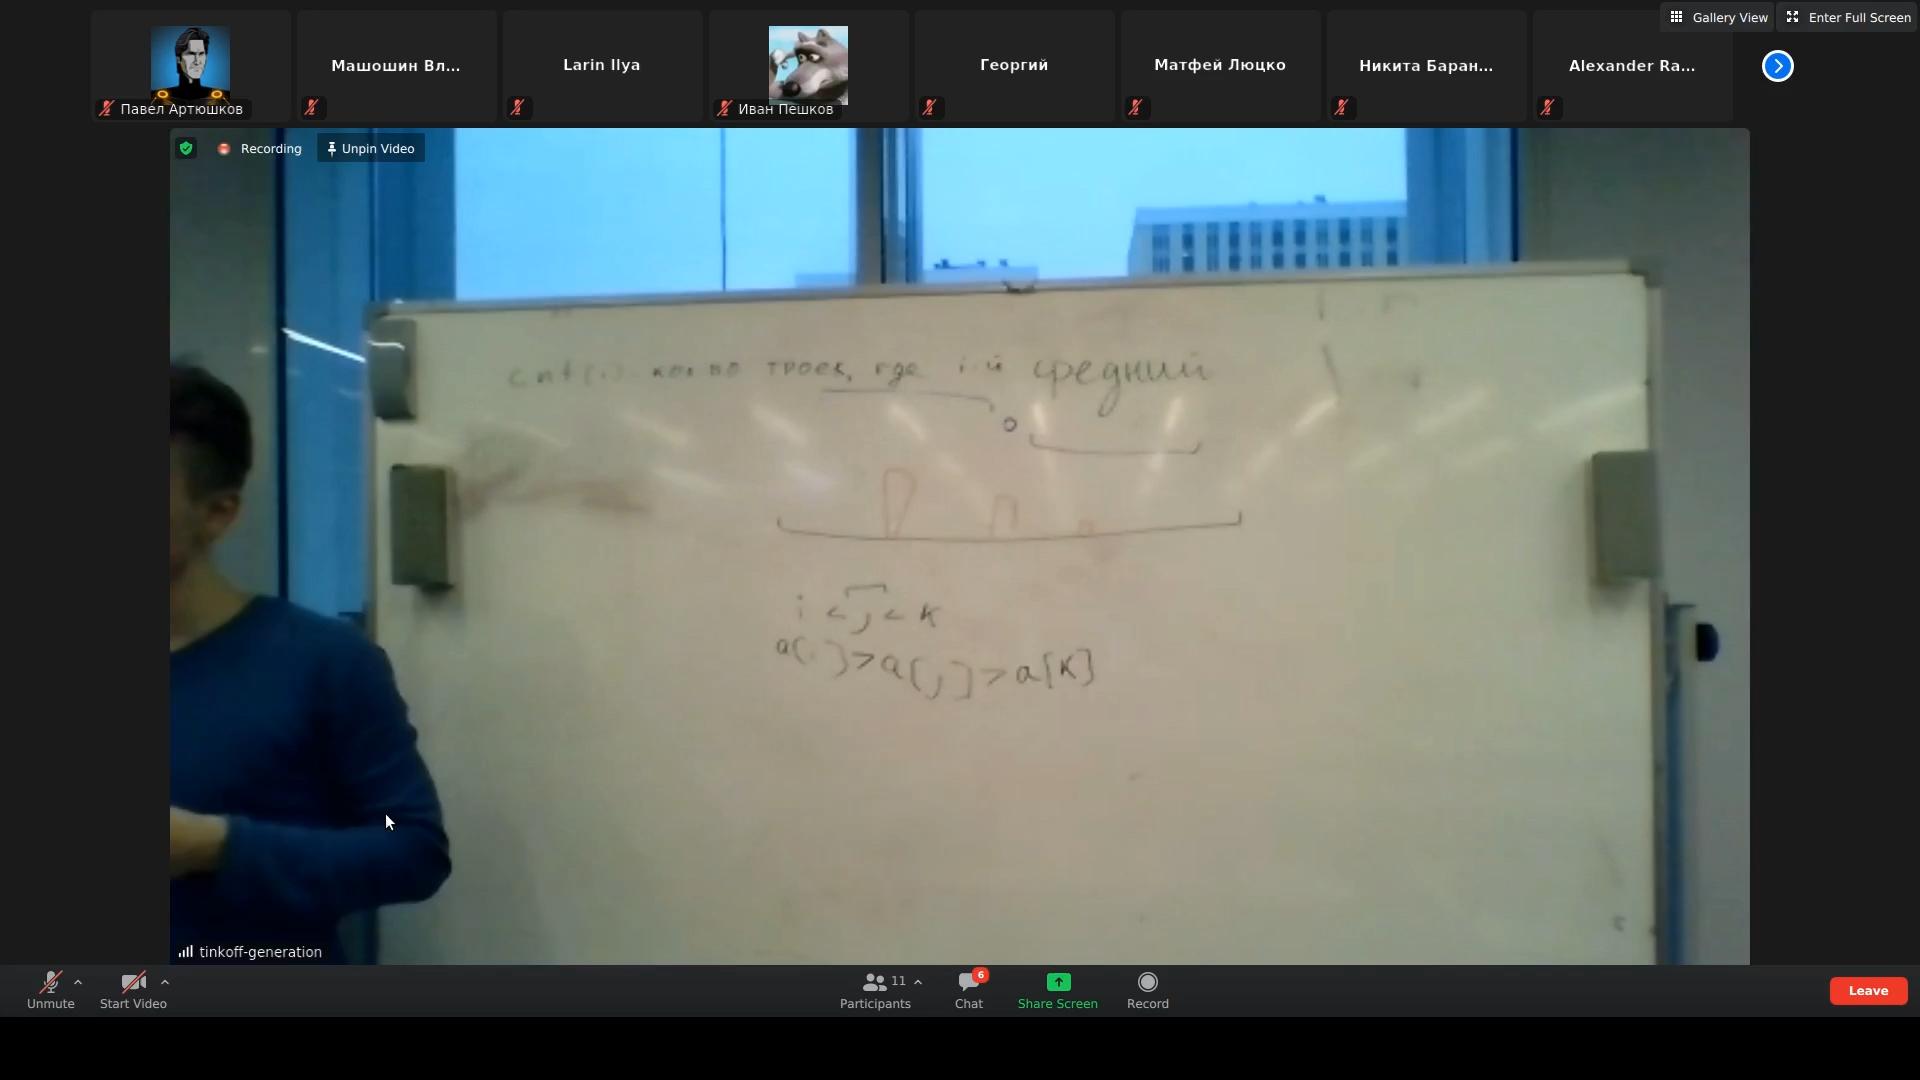 Gallery View
Enter Full Screen
Павел Артюшков
Машошин Вл...
Larin Ilya
Иван Пешков
Георгий
Матфей Люцко
Никита Баран...
Alexander Ra...
Recording
Unpin Video
cnt(i) кол-во троек, где i-й средний
i < j < k
a[i] > a[j] > a[k]
tinkoff-generation
Unmute
Start Video
11
Participants
6
Chat
Share Screen
Record
Leave